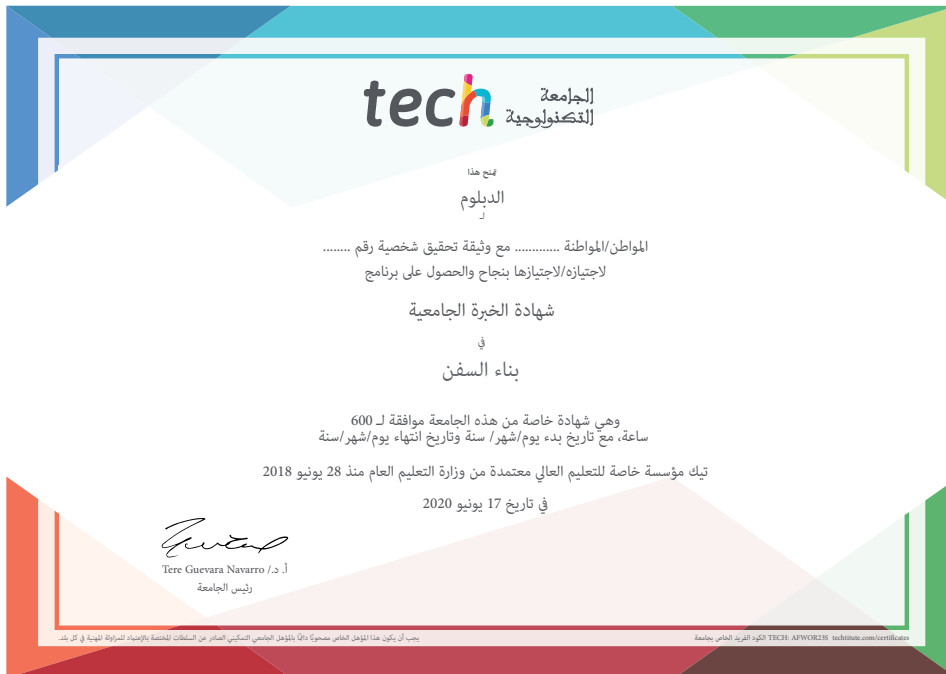 tech الجامعة
التكنولوجية
يمنح هذا
الدبلوم
لـ
المواطن/المواطنة ............ مع وثيقة تحقيق شخصية رقم ........
لاجتيازه/لاجتيازها بنجاح والحصول على برنامج
شهادة الخبرة الجامعية
في
بناء السفن
وهي شهادة خاصة من هذه الجامعة موافقة لـ 600
ساعة، مع تاريخ بدء يوم/شهر/ سنة وتاريخ انتهاء يوم/شهر/سنة
تيك مؤسسة خاصة للتعليم العالي معتمدة من وزارة التعليم العام منذ 28 يونيو 2018
في تاريخ 17 يونيو 2020
أ. د./ Tere Guevara Navarro
رئيس الجامعة
يجب أن يكون هذا المؤهل الخاص مصحوبًا دائمًا بالمؤهل الجامعي التمكيني الصادر عن السلطات المختصة بالإعتماد للمزاولة المهنية في كل بلد.
الكود الفريد الخاص بجامعة TECH: AFWOR23S techtitute.com/certificates